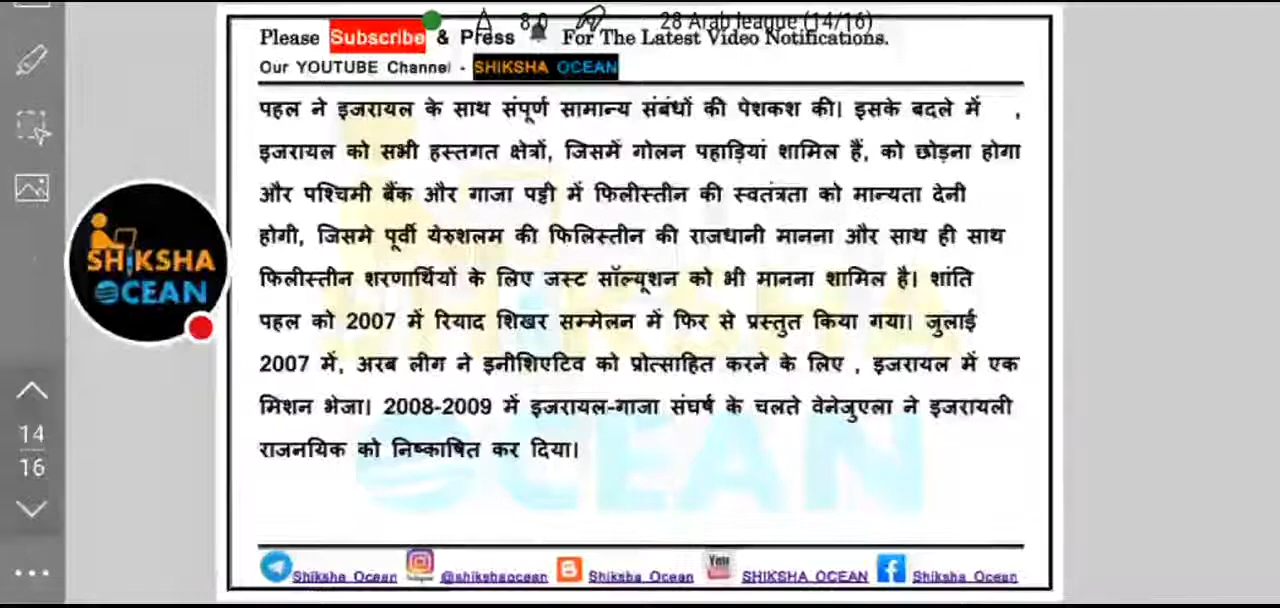 28 Arab league (14/16)
8.0
Please Subscribe & Press For The Latest Video Notifications.
Our YOUTUBE Channel - SHIKSHA OCEAN
पहल ने इजरायल के साथ संपूर्ण सामान्य संबंधों की पेशकश की। इसके बदले में ,
इजरायल को सभी हस्तगत क्षेत्रों, जिसमें गोलन पहाड़ियां शामिल हैं, को छोड़ना होगा
और पश्चिमी बैंक और गाजा पट्टी में फिलीस्तीन की स्वतंत्रता को मान्यता देनी
होगी, जिसमे पूर्वी येरुशलम की फिलिस्तीन की राजधानी मानना और साथ ही साथ
फिलीस्तीन शरणार्थियों के लिए जस्ट सॉल्यूशन को भी मानना शामिल है। शांति
पहल को 2007 में रियाद शिखर सम्मेलन में फिर से प्रस्तुत किया गया। जुलाई
2007 में, अरब लीग ने इनीशिएटिव को प्रोत्साहित करने के लिए , इजरायल में एक
मिशन भेजा। 2008-2009 में इजरायल-गाजा संघर्ष के चलते वेनेजुएला ने इजरायली
राजनयिक को निष्काषित कर दिया।
SHIKSHA
OCEAN
14
16
Shiksha Ocean @shikshaocean Shiksha Ocean SHIKSHA OCEAN Shiksha Ocean